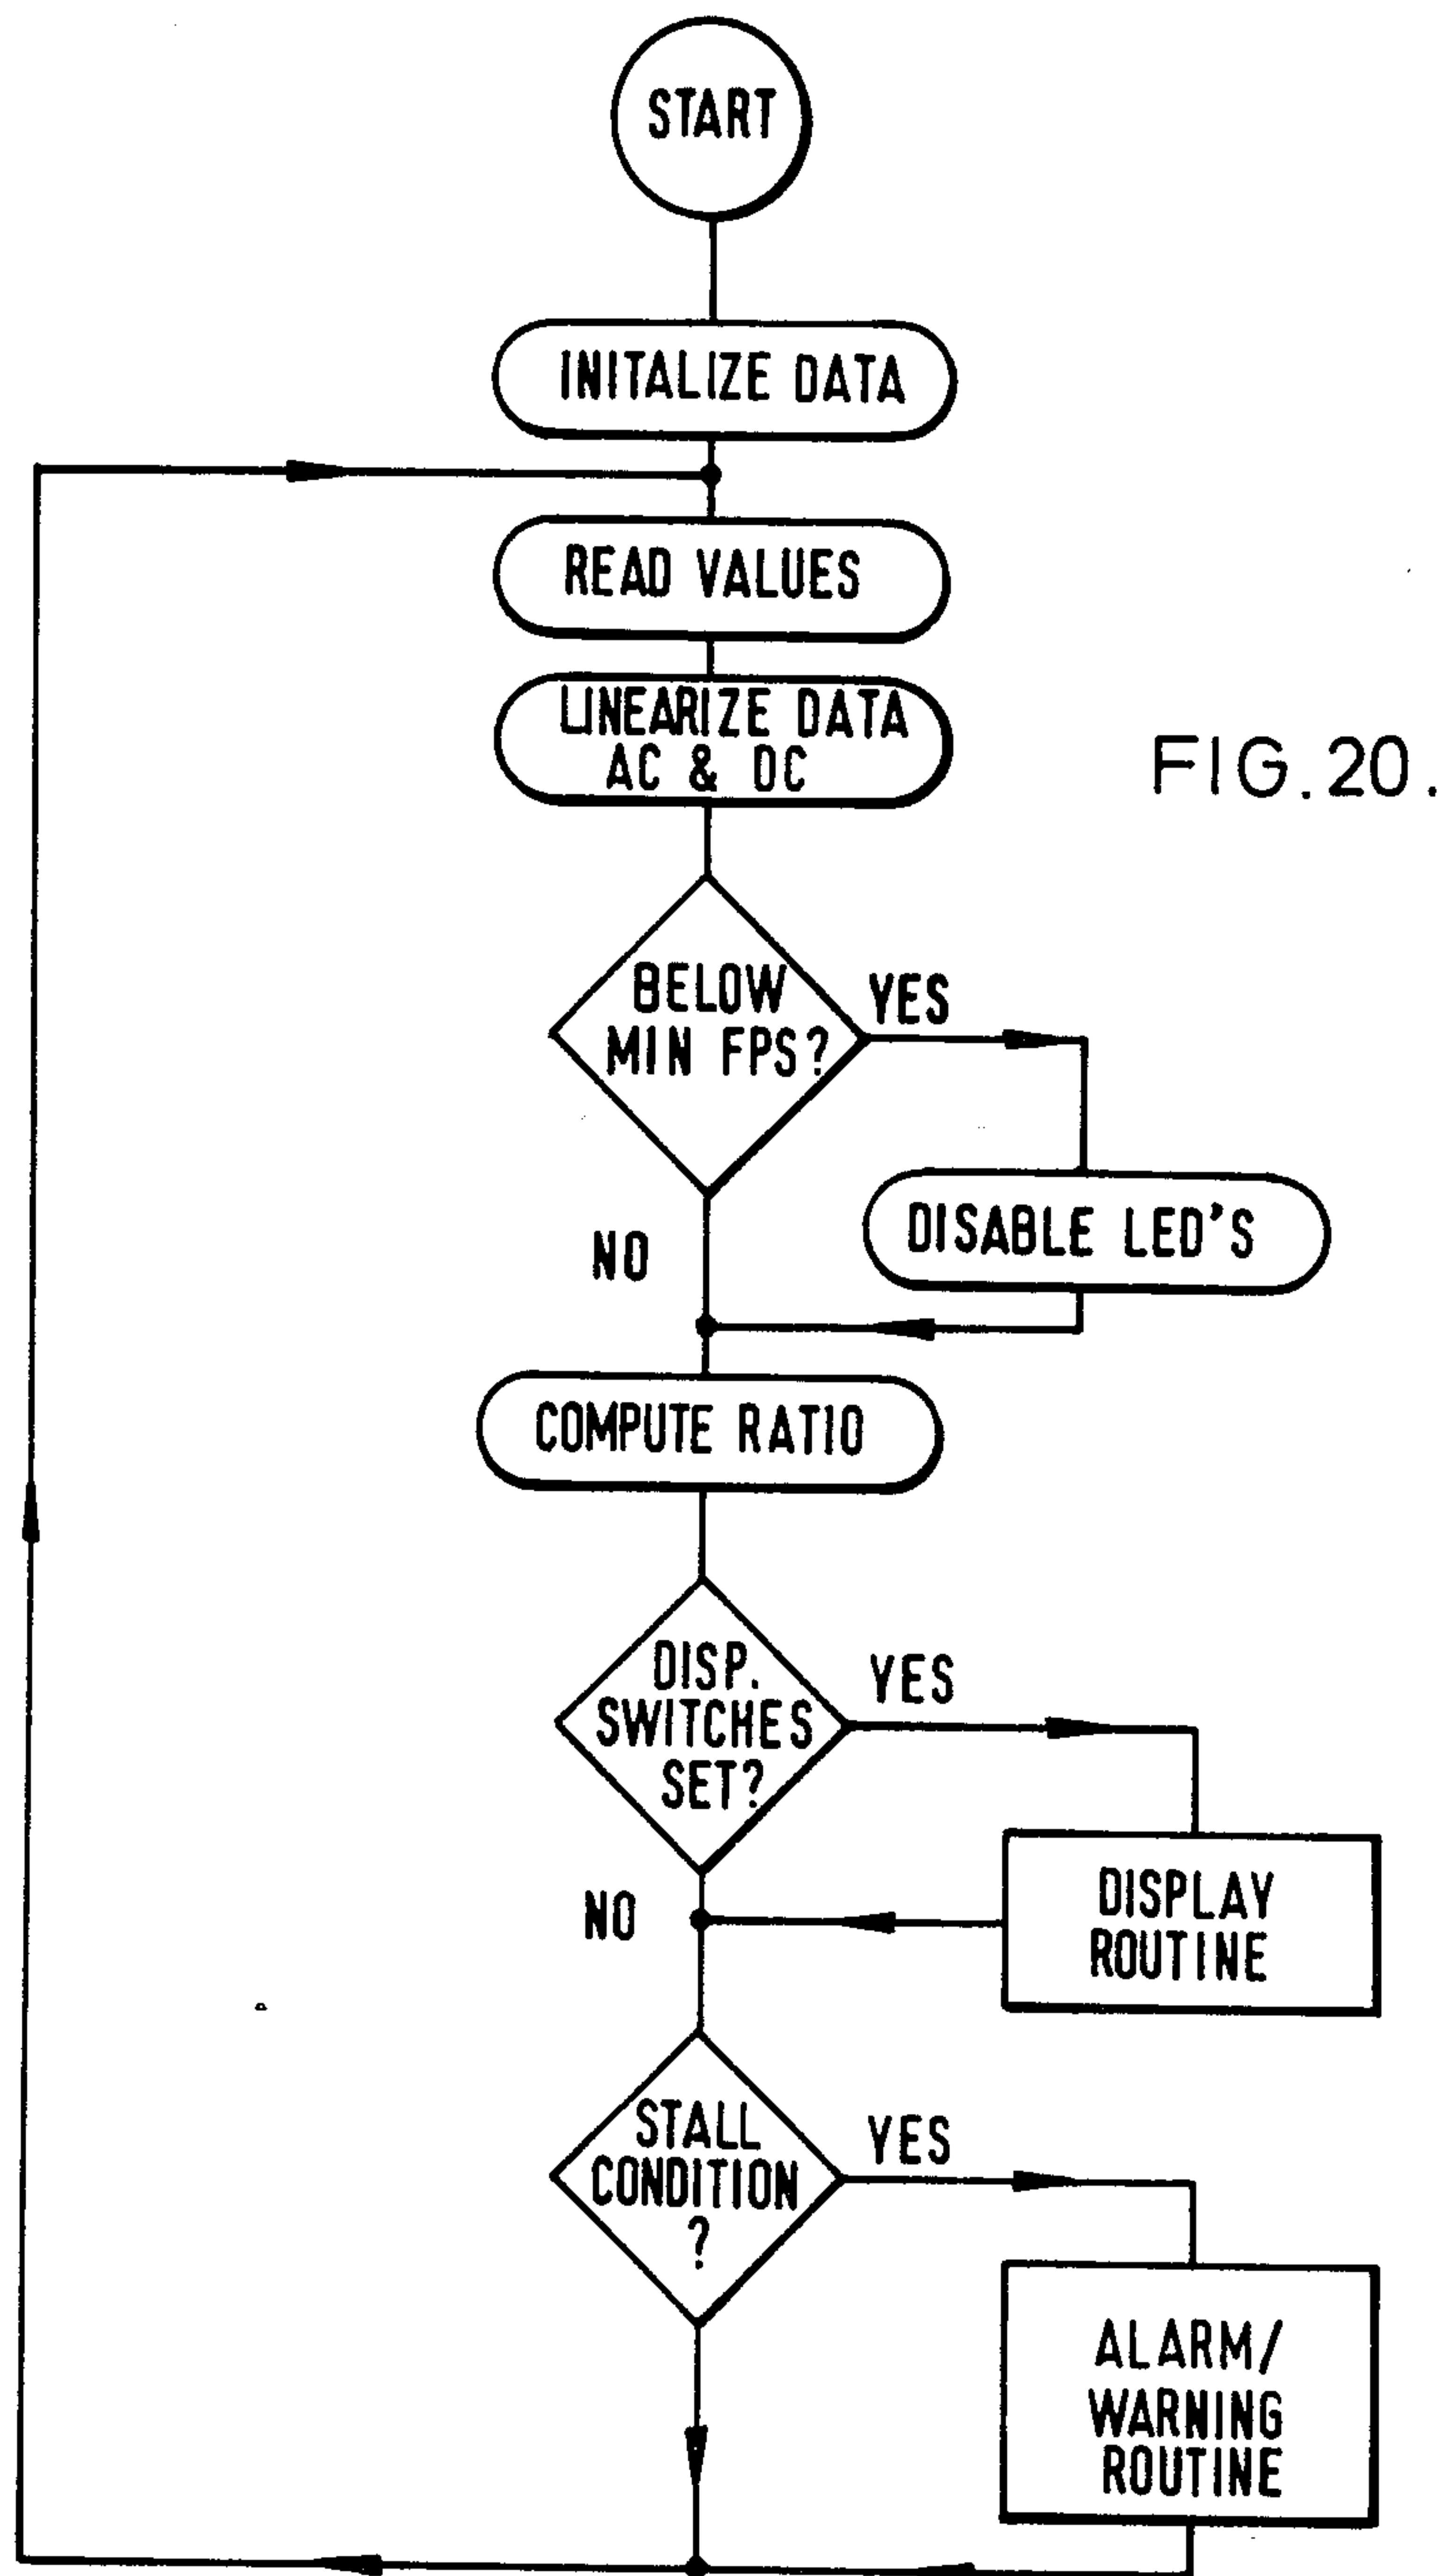 START
INITALIZE DATA
READ VALUES
LINEARIZE DATA
AC & DC
FIG. 20.
BELOW
MIN FPS?
YES
DISABLE LED'S
NO
COMPUTE RATIO
DISP.
SWITCHES
SET?
YES
DISPLAY
ROUTINE
NO
STALL
CONDITION
?
YES
ALARM/
WARNING
ROUTINE